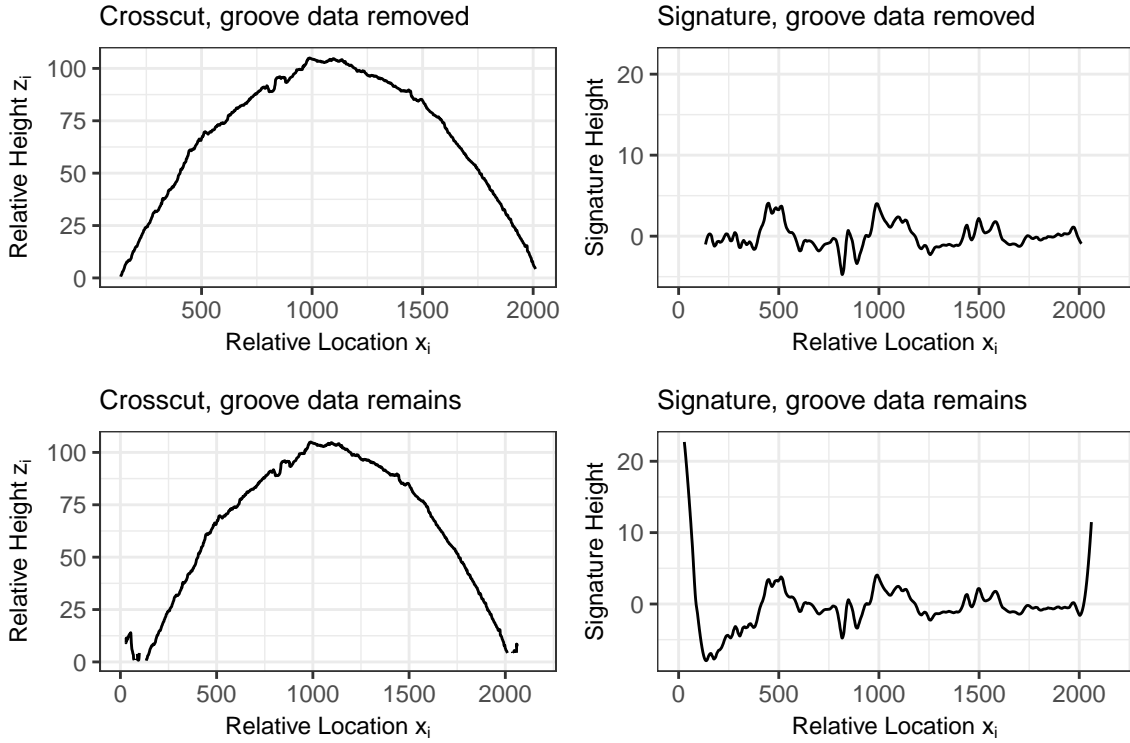 Crosscut, groove data removed
Relative Height z_i
100
75
50
25
0
500 1000 1500 2000
Relative Location x_i
Signature, groove data removed
Signature Height
20
10
0
0 500 1000 1500 2000
Relative Location x_i
Crosscut, groove data remains
Relative Height z_i
100
75
50
25
0
0 500 1000 1500 2000
Relative Location x_i
Signature, groove data remains
Signature Height
20
10
0
0 500 1000 1500 2000
Relative Location x_i